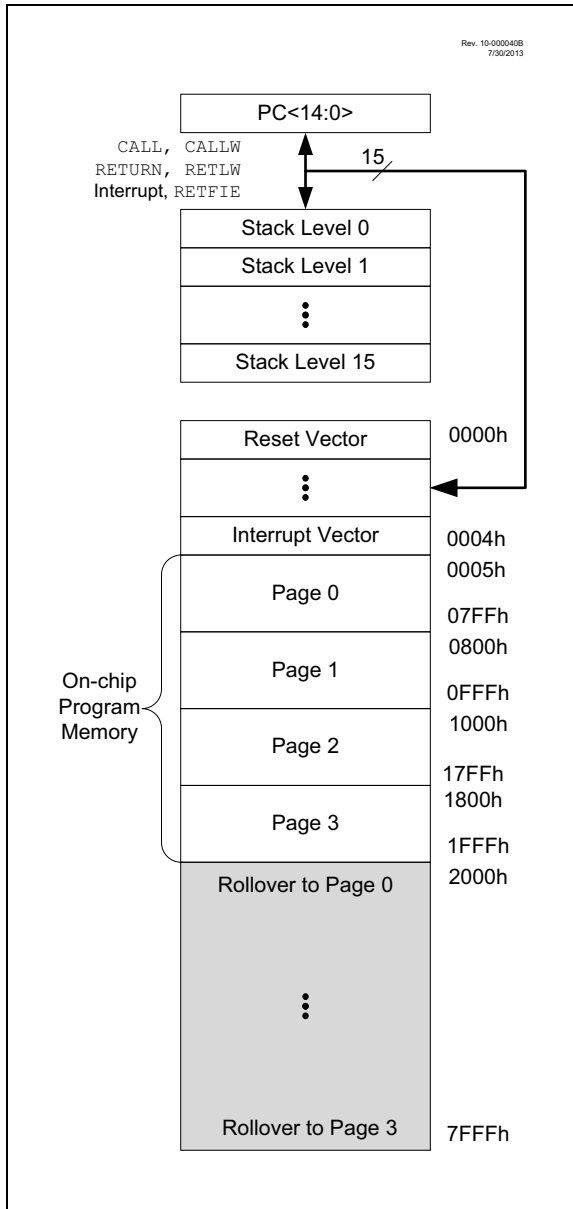 Rev. 10-000040B
7/30/2013
PC<14:0>
CALL, CALLW
RETURN, RETLW
Interrupt, RETFIE
15
Stack Level 0
Stack Level 1
Stack Level 15
Reset Vector
0000h
Interrupt Vector
0004h
0005h
Page 0
07FFh
0800h
Page 1
0FFFh
1000h
On-chip
Program
Memory
Page 2
17FFh
1800h
Page 3
1FFFh
2000h
Rollover to Page 0
Rollover to Page 3
7FFFh